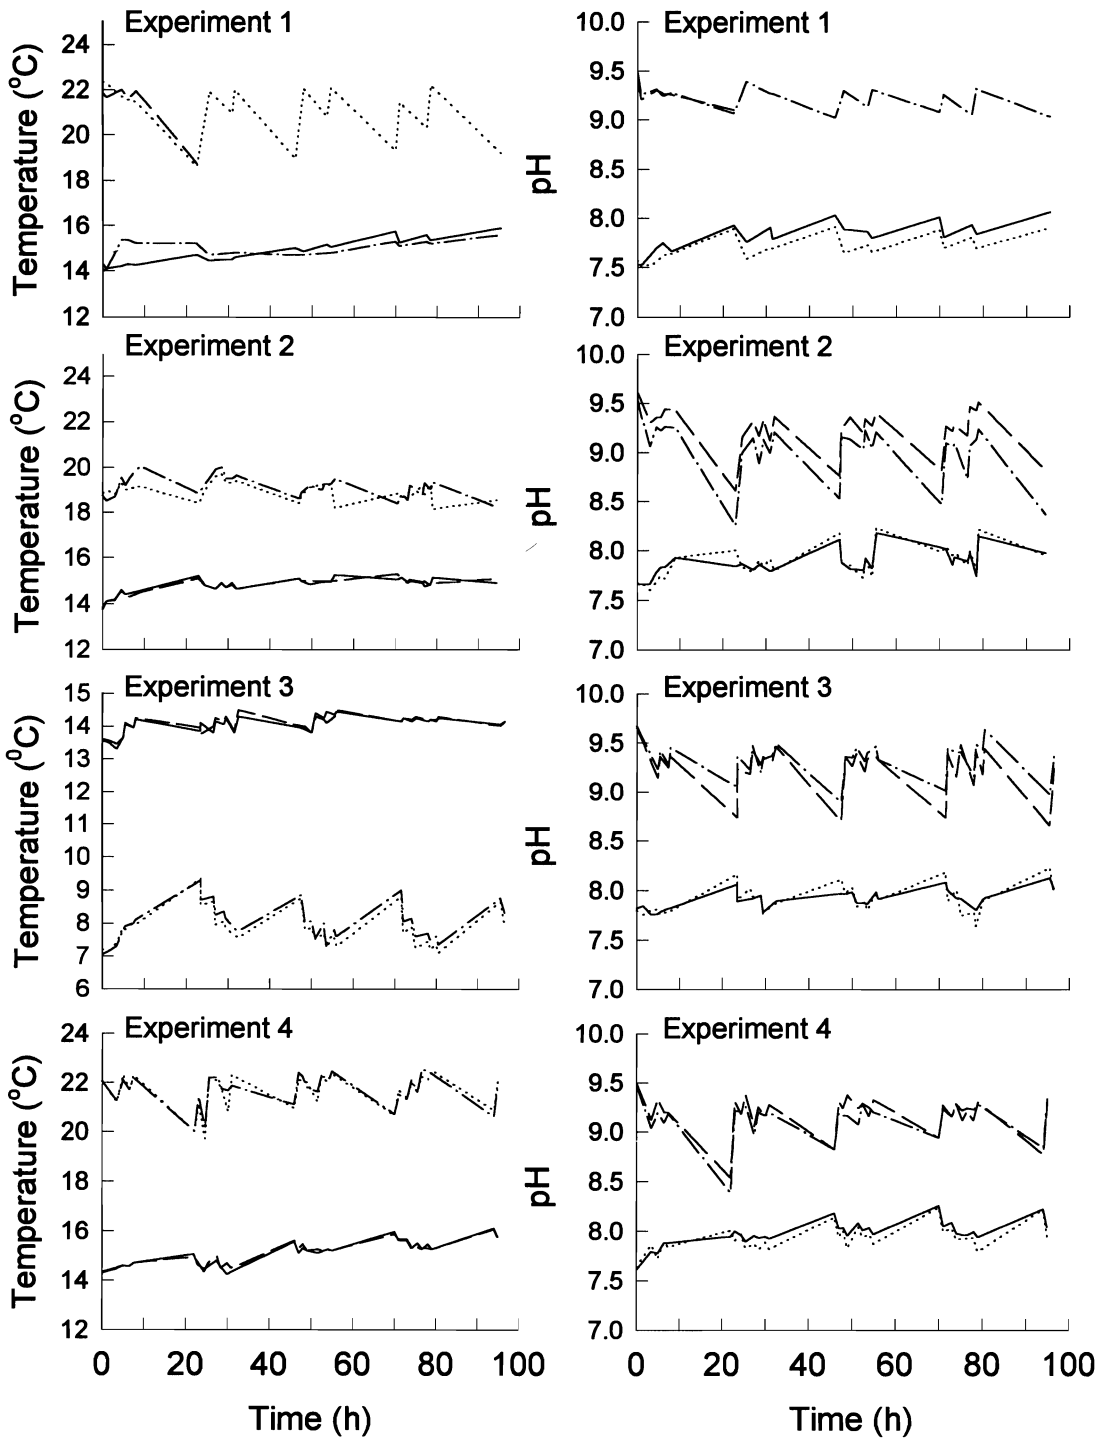 Experiment 1
Temperature (°C)
24
22
20
18
16
14
12
Experiment 1
pH
10.0
9.5
9.0
8.5
8.0
7.5
7.0
Experiment 2
Temperature (°C)
24
22
20
18
16
14
12
Experiment 2
pH
10.0
9.5
9.0
8.5
8.0
7.5
7.0
Experiment 3
Temperature (⁰C)
15
14
13
12
11
10
9
8
7
6
Experiment 3
pH
10.0
9.5
9.0
8.5
8.0
7.5
7.0
Experiment 4
Temperature (°C)
24
22
20
18
16
14
12
0 20 40 60 80 100
Time (h)
Experiment 4
pH
10.0
9.5
9.0
8.5
8.0
7.5
7.0
0 20 40 60 80 100
Time (h)